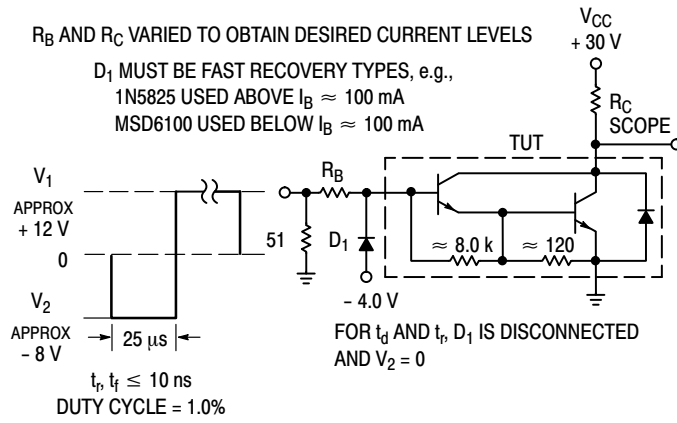 R_B AND R_C VARIED TO OBTAIN DESIRED CURRENT LEVELS
D_1 MUST BE FAST RECOVERY TYPES, e.g.,
1N5825 USED ABOVE I_B ≈ 100 mA
MSD6100 USED BELOW I_B ≈ 100 mA
V_CC
+ 30 V
R_C
SCOPE
TUT
V_1
APPROX
+ 12 V
0
V_2
APPROX
− 8 V
25 μs
t_r, t_f ≤ 10 ns
DUTY CYCLE = 1.0%
R_B
51
D_1
− 4.0 V
≈ 8.0 k
≈ 120
FOR t_d AND t_r, D_1 IS DISCONNECTED
AND V_2 = 0